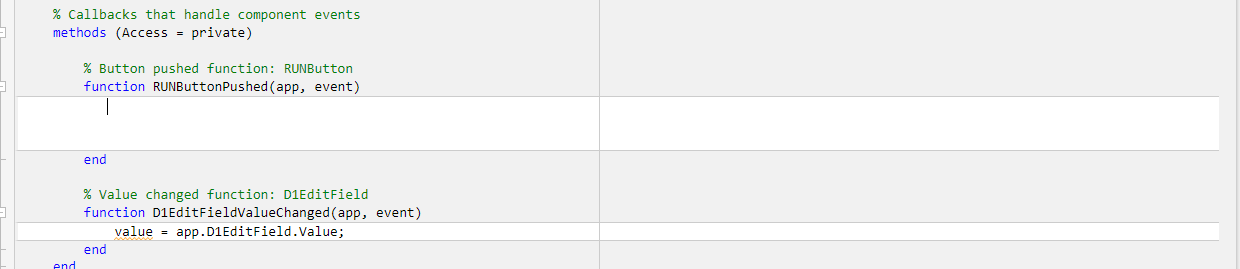 % Callbacks that handle component events
methods (Access = private)
% Button pushed function: RUNButton
function RUNButtonPushed(app, event)
end
% Value changed function: D1EditField
function D1EditFieldValueChanged(app, event)
value = app.D1EditField.Value;
end
end